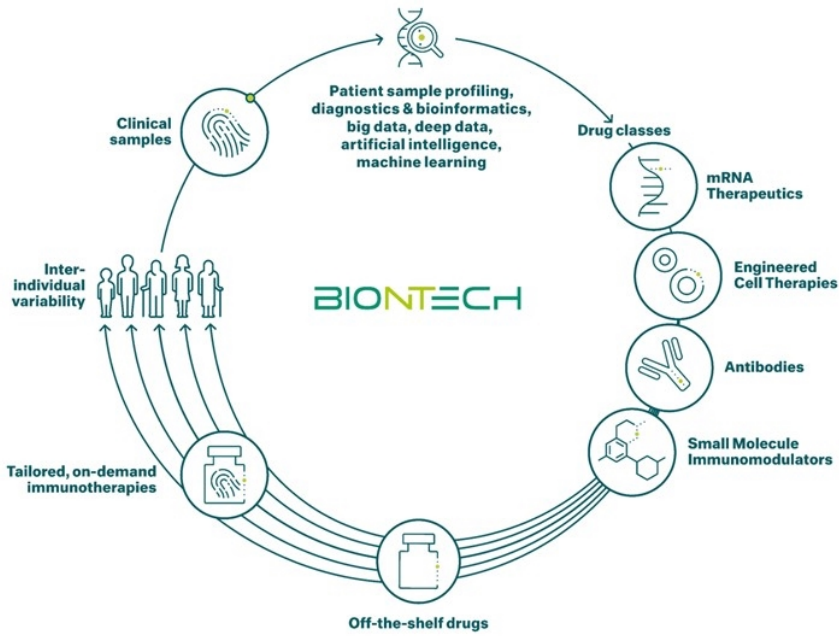 Patient sample profiling,
diagnostics & bioinformatics,
big data, deep data,
artificial intelligence,
machine learning
Clinical
samples
Drug classes
mRNA
Therapeutics
Inter-
individual
variability
Engineered
Cell Therapies
BIONTECH
Antibodies
Small Molecule
Immunomodulators
Tailored, on-demand
immunotherapies
Off-the-shelf drugs